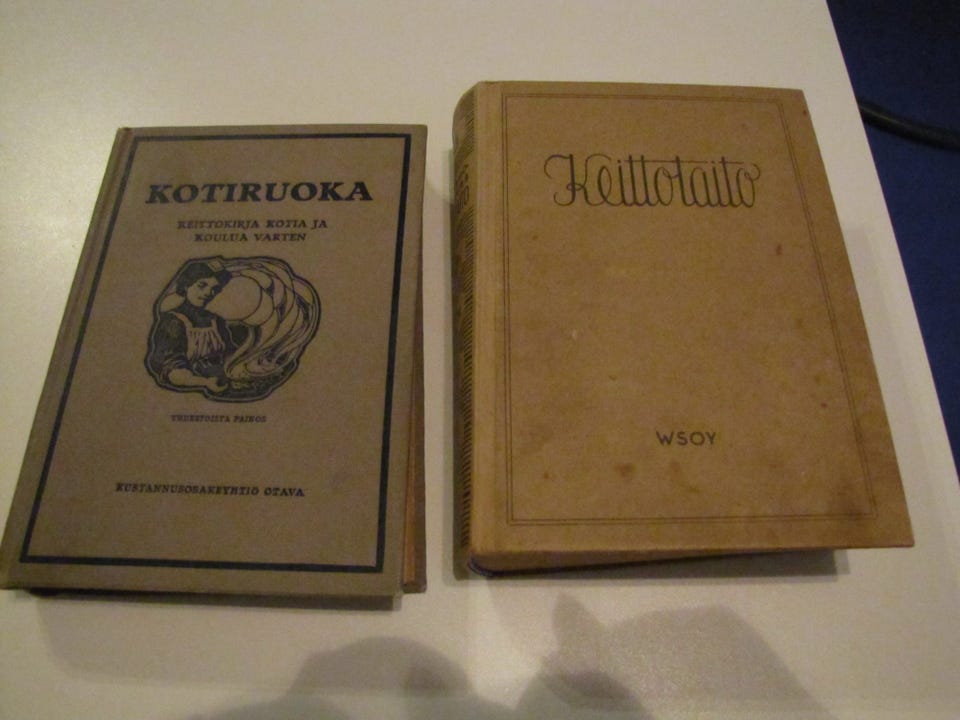 KOTIRUOKA
KEITTOKIRJA KOTIA JA
KOULUA VARTEN
YHDESTOISTA PAINOS
KUSTANNUSOSAKEYHTIÖ OTAVA.
Keittotaito
WSOY